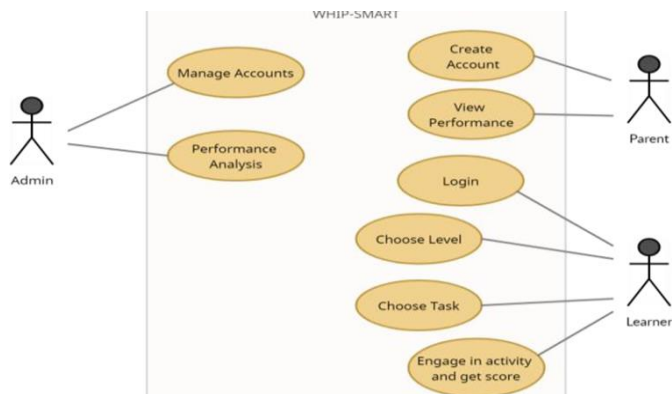 WHIP-SMART
Create
Account
Manage Accounts
View
Performance
Parent
Performance
Analysis
Admin
Login
Choose Level
Choose Task
Learner
Engage in activity
and get score